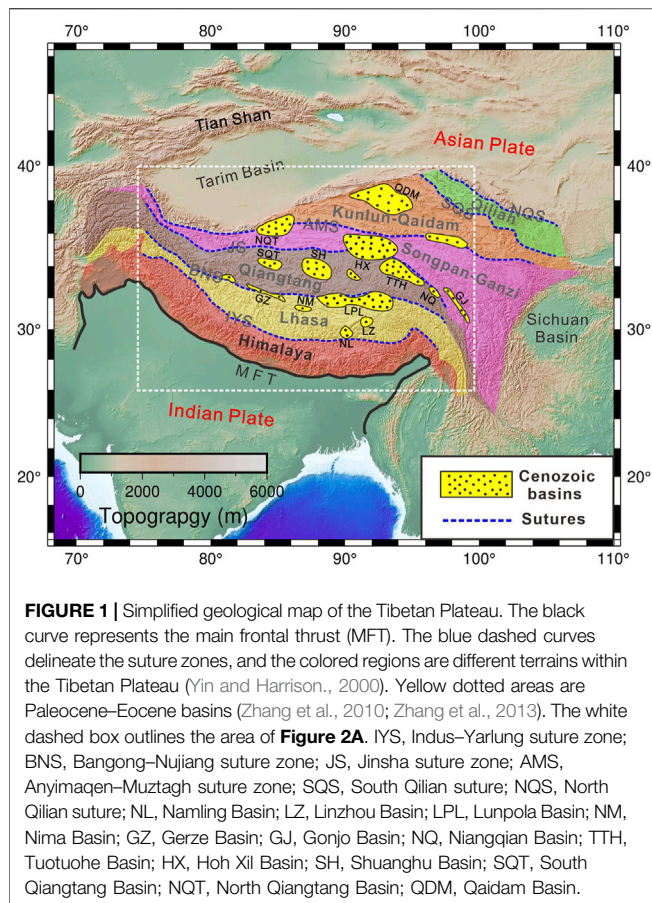 70° 80° 90° 100° 110°
Tian Shan
Asian Plate
40° 40°
Tarim Basin
QDM
NQS
Qilian
SQS
Kunlun-Qaidam
AMS
NQT
JS
SQT
SH
HX
Songpan-Ganzi
BNS
Qiangtang
TTH
NQ
GJ
GZ
NM
LPL
30° 30°
IYS
Lhasa
LZ
NL
Sichuan
Basin
Himalaya
MFT
Indian Plate
0 2000 4000 6000
Topograpgy (m)
20° 20°
Cenozoic
basins
Sutures
70° 80° 90° 100° 110°
FIGURE 1 | Simplified geological map of the Tibetan Plateau. The black
curve represents the main frontal thrust (MFT). The blue dashed curves
delineate the suture zones, and the colored regions are different terrains within
the Tibetan Plateau (Yin and Harrison., 2000). Yellow dotted areas are
Paleocene–Eocene basins (Zhang et al., 2010; Zhang et al., 2013). The white
dashed box outlines the area of Figure 2A. IYS, Indus–Yarlung suture zone;
BNS, Bangong–Nujiang suture zone; JS, Jinsha suture zone; AMS,
Anyimaqen–Muztagh suture zone; SQS, South Qilian suture; NQS, North
Qilian suture; NL, Namling Basin; LZ, Linzhou Basin; LPL, Lunpola Basin; NM,
Nima Basin; GZ, Gerze Basin; GJ, Gonjo Basin; NQ, Niangqian Basin; TTH,
Tuotuohe Basin; HX, Hoh Xil Basin; SH, Shuanghu Basin; SQT, South
Qiangtang Basin; NQT, North Qiangtang Basin; QDM, Qaidam Basin.